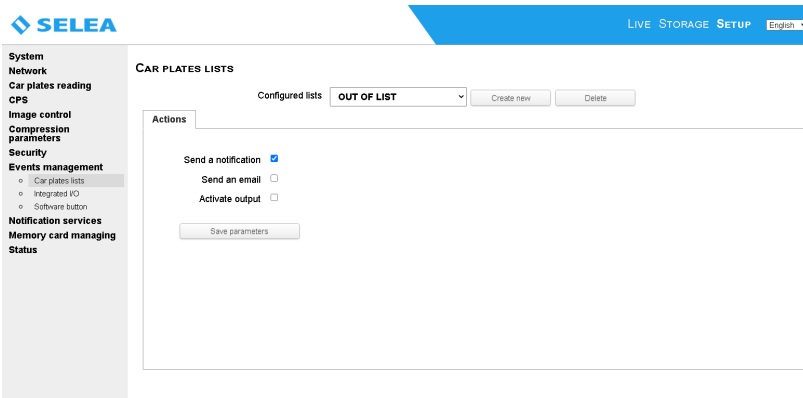 SELEA
LIVE STORAGE SETUP English
System
Network
Car plates reading
CPS
Image control
Compression
parameters
Security
Events management
Car plates lists
Integrated I/O
Software button
Notification services
Memory card managing
Status
CAR PLATES LISTS
Configured lists OUT OF LIST Create new Delete
Actions
Send a notification
Send an email
Activate output
Save parameters